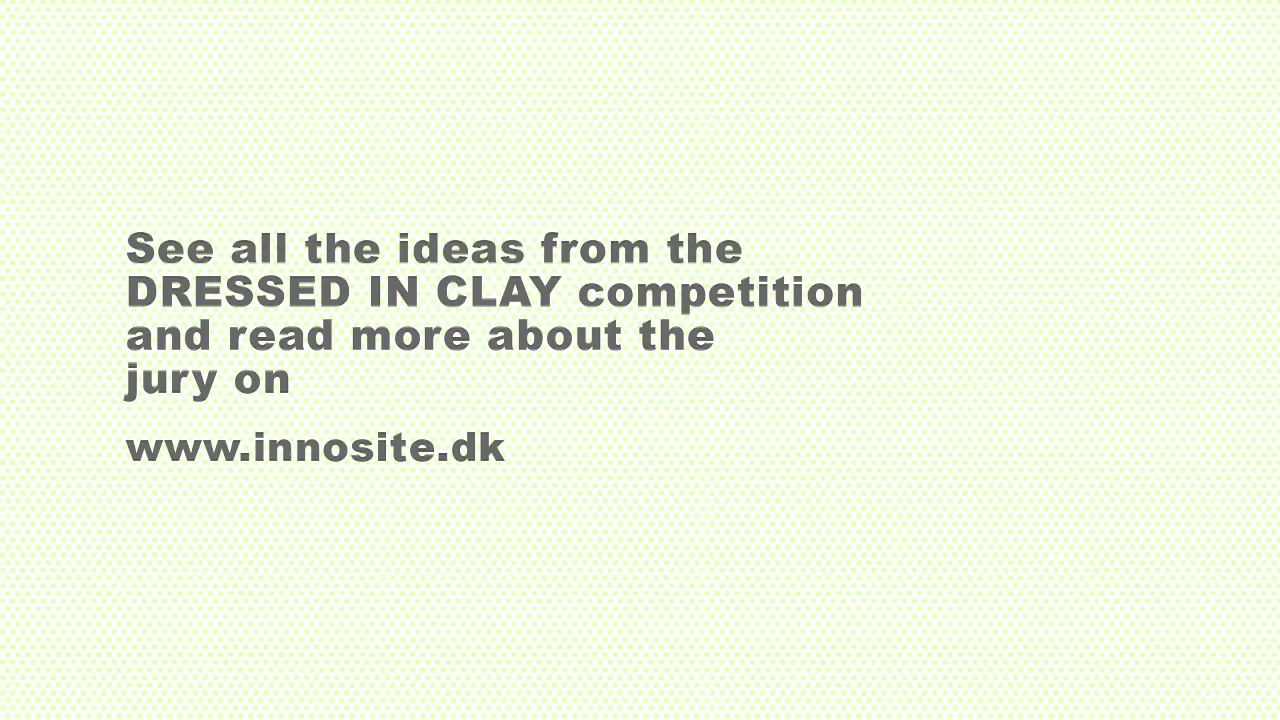 See all the ideas from the
DRESSED IN CLAY competition
and read more about the
jury on
www.innosite.dk